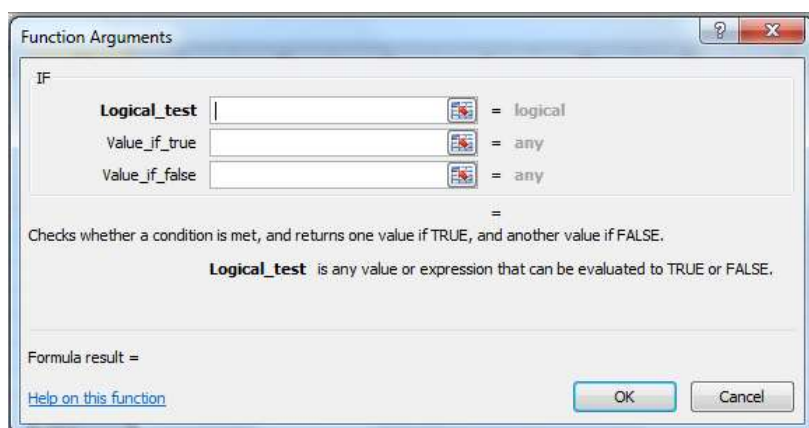 Function Arguments
IF
Logical_test = logical
Value_if_true = any
Value_if_false = any
=
Checks whether a condition is met, and returns one value if TRUE, and another value if FALSE.
Logical_test is any value or expression that can be evaluated to TRUE or FALSE.
Formula result =
Help on this function
OK Cancel